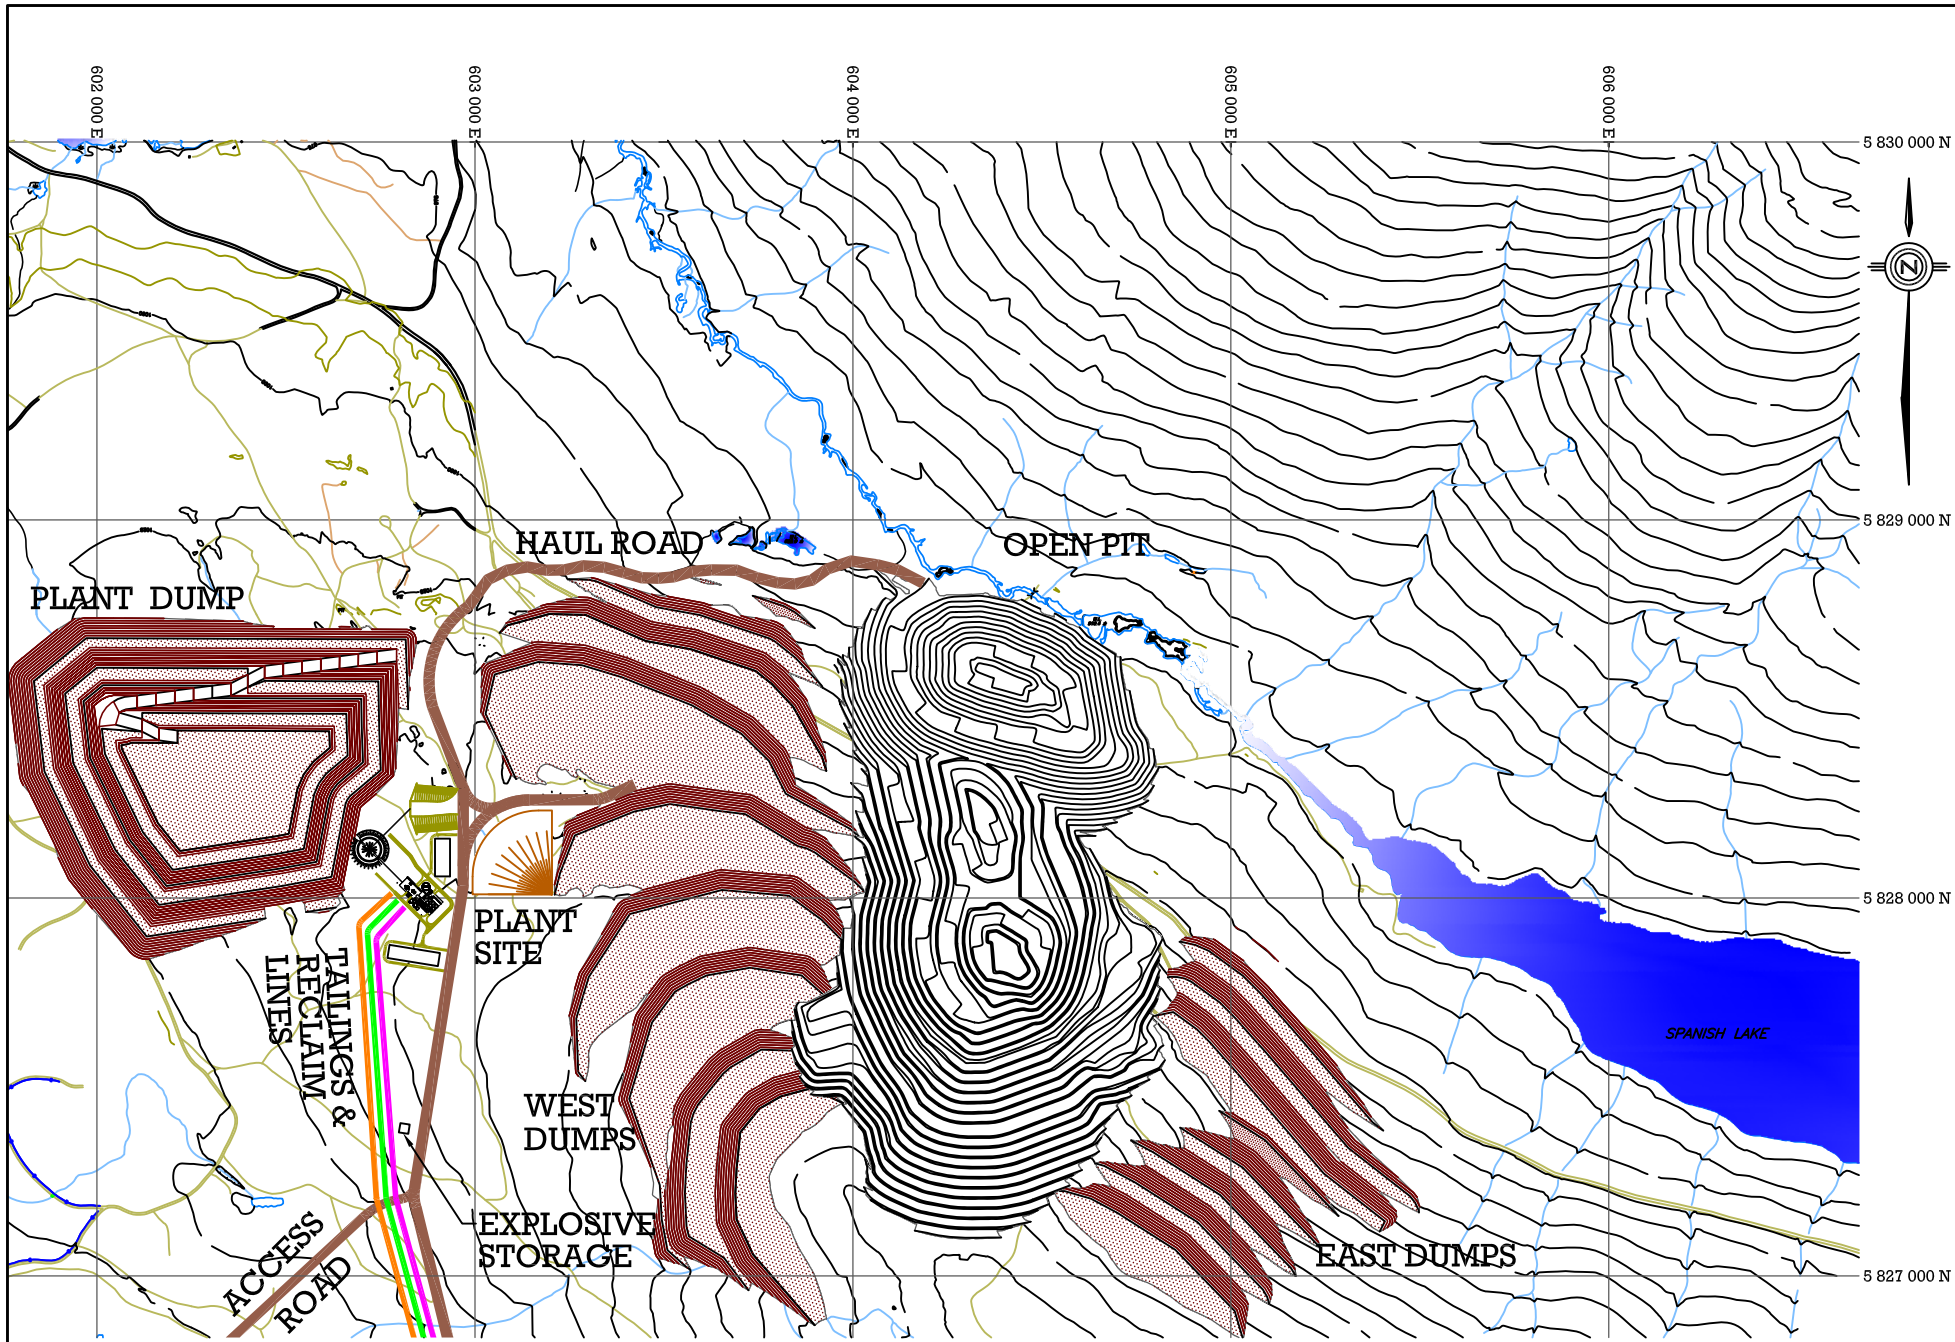 602 000 E
603 000 E
604 000 E
605 000 E
606 000 E
5 830 000 N
N
5 829 000 N
HAUL ROAD
OPEN PIT
PLANT DUMP
5 828 000 N
PLANT
SITE
TAILINGS &
RECLAIM
LINES
SPANISH LAKE
WEST
DUMPS
EXPLOSIVE
STORAGE
ACCESS
ROAD
EAST DUMPS
5 827 000 N